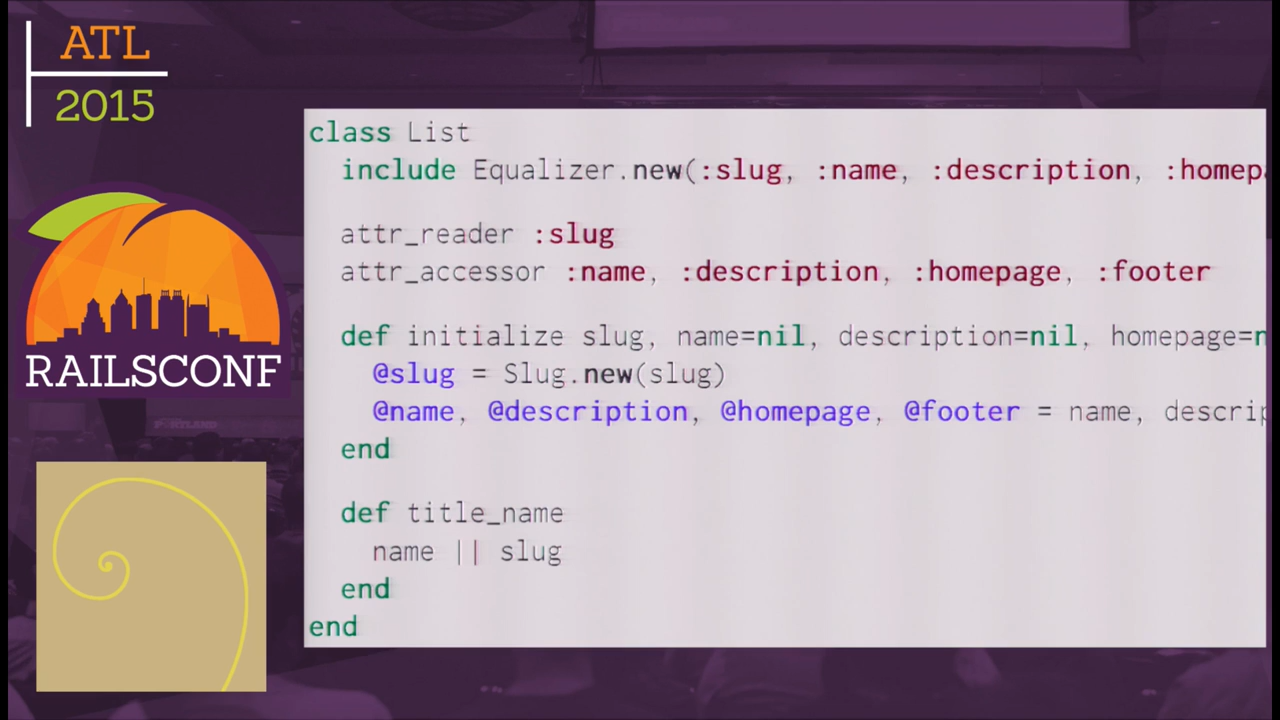 ATL
2015
RAILSCONF
class List
  include Equalizer.new(:slug, :name, :description, :homep
  attr_reader :slug
  attr_accessor :name, :description, :homepage, :footer
  def initialize slug, name=nil, description=nil, homepage=n
    @slug = Slug.new(slug)
    @name, @description, @homepage, @footer = name, descrip
  end
  def title_name
    name || slug
  end
end
PORTLAND